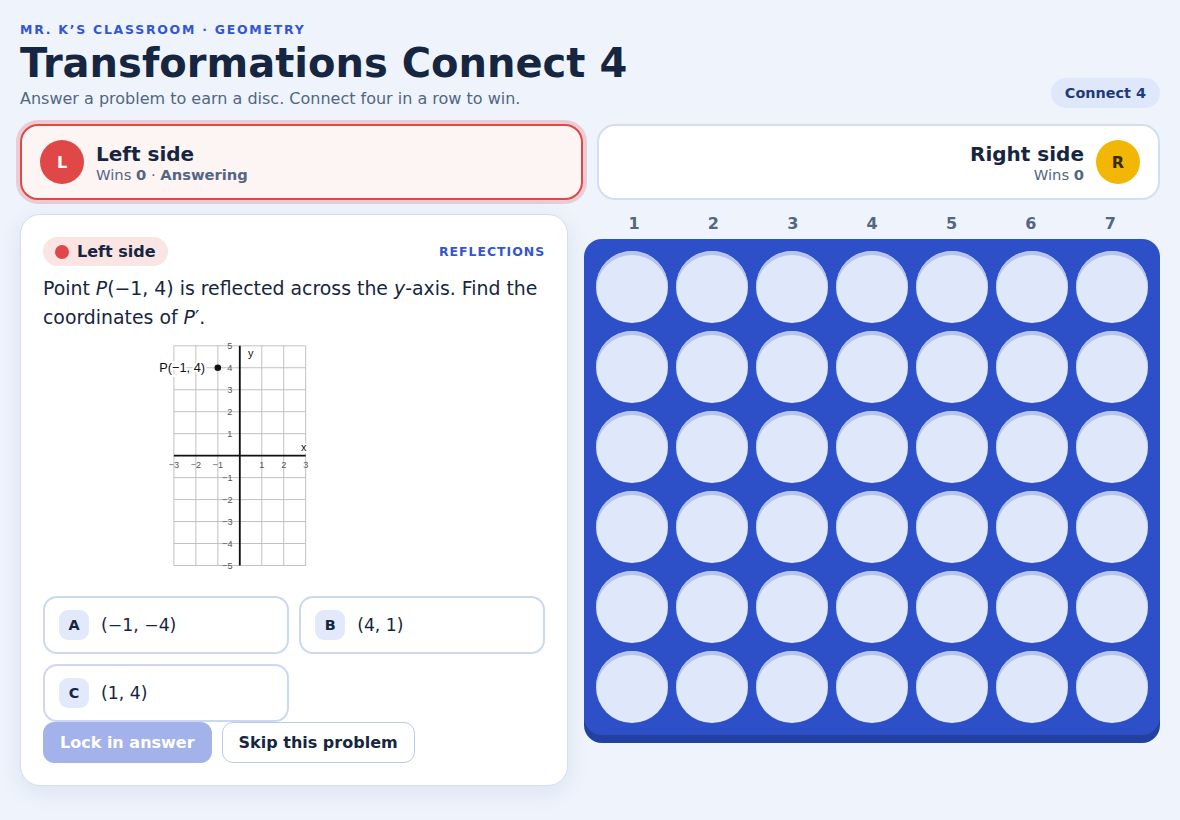 MR. K’S CLASSROOM · GEOMETRY
Transformations Connect 4
Answer a problem to earn a disc. Connect four in a row to win.
Connect 4
L
Left side
Wins 0 · Answering
Right side
Wins 0
R
Left side
REFLECTIONS
Point P(−1, 4) is reflected across the y-axis. Find the
coordinates of P′.
5
y
P(−1, 4)
4
3
2
1
x
−3 −2 −1 1 2 3
−1
−2
−3
−4
−5
A (−1, −4)
B (4, 1)
C (1, 4)
Lock in answer
Skip this problem
1 2 3 4 5 6 7